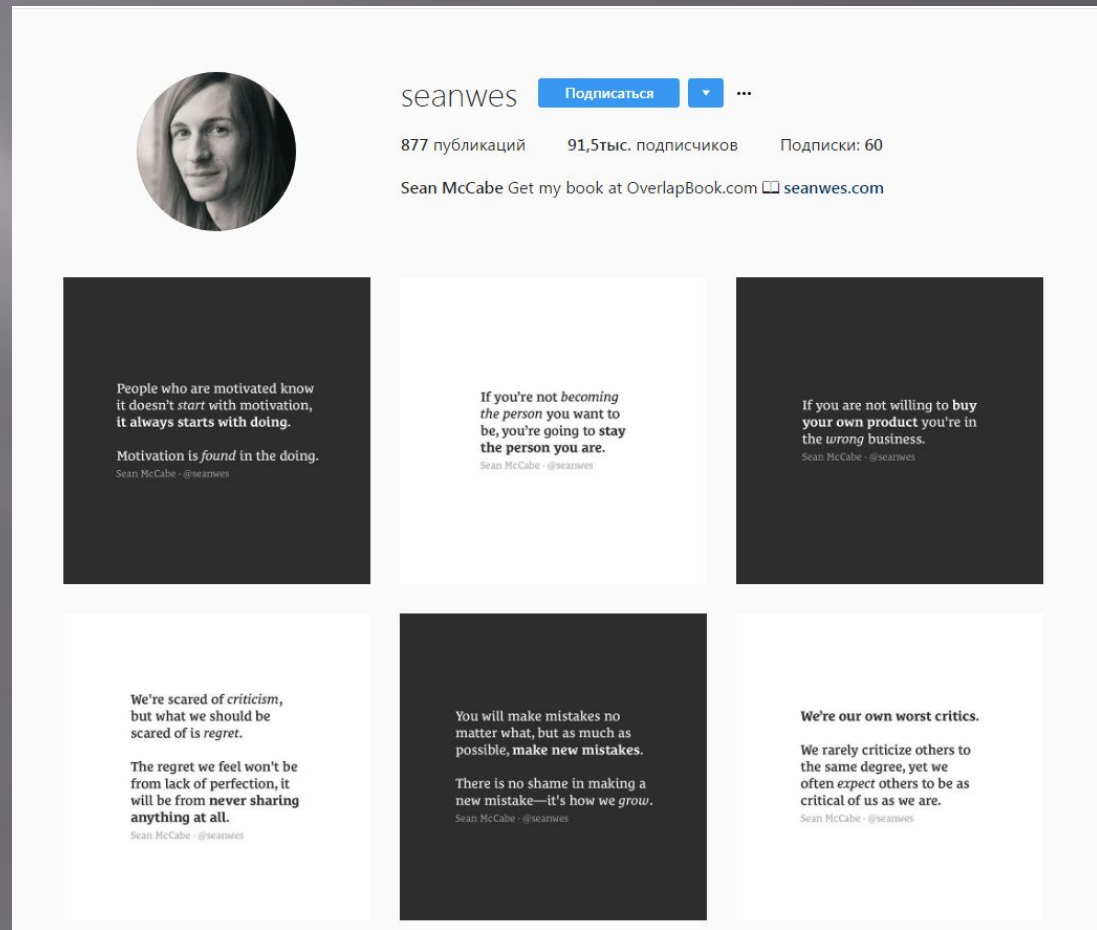 seanwes Подписаться ...
877 публикаций 91,5тыс. подписчиков Подписки: 60
Sean McCabe Get my book at OverlapBook.com seanwes.com
People who are motivated know
it doesn't start with motivation,
it always starts with doing.
Motivation is found in the doing.
Sean McCabe · @seanwes
If you're not becoming
the person you want to
be, you're going to stay
the person you are.
Sean McCabe · @seanwes
If you are not willing to buy
your own product you're in
the wrong business.
Sean McCabe · @seanwes
We're scared of criticism,
but what we should be
scared of is regret.
The regret we feel won't be
from lack of perfection, it
will be from never sharing
anything at all.
Sean McCabe · @seanwes
You will make mistakes no
matter what, but as much as
possible, make new mistakes.
There is no shame in making a
new mistake—it's how we grow.
Sean McCabe · @seanwes
We're our own worst critics.
We rarely criticize others to
the same degree, yet we
often expect others to be as
critical of us as we are.
Sean McCabe · @seanwes